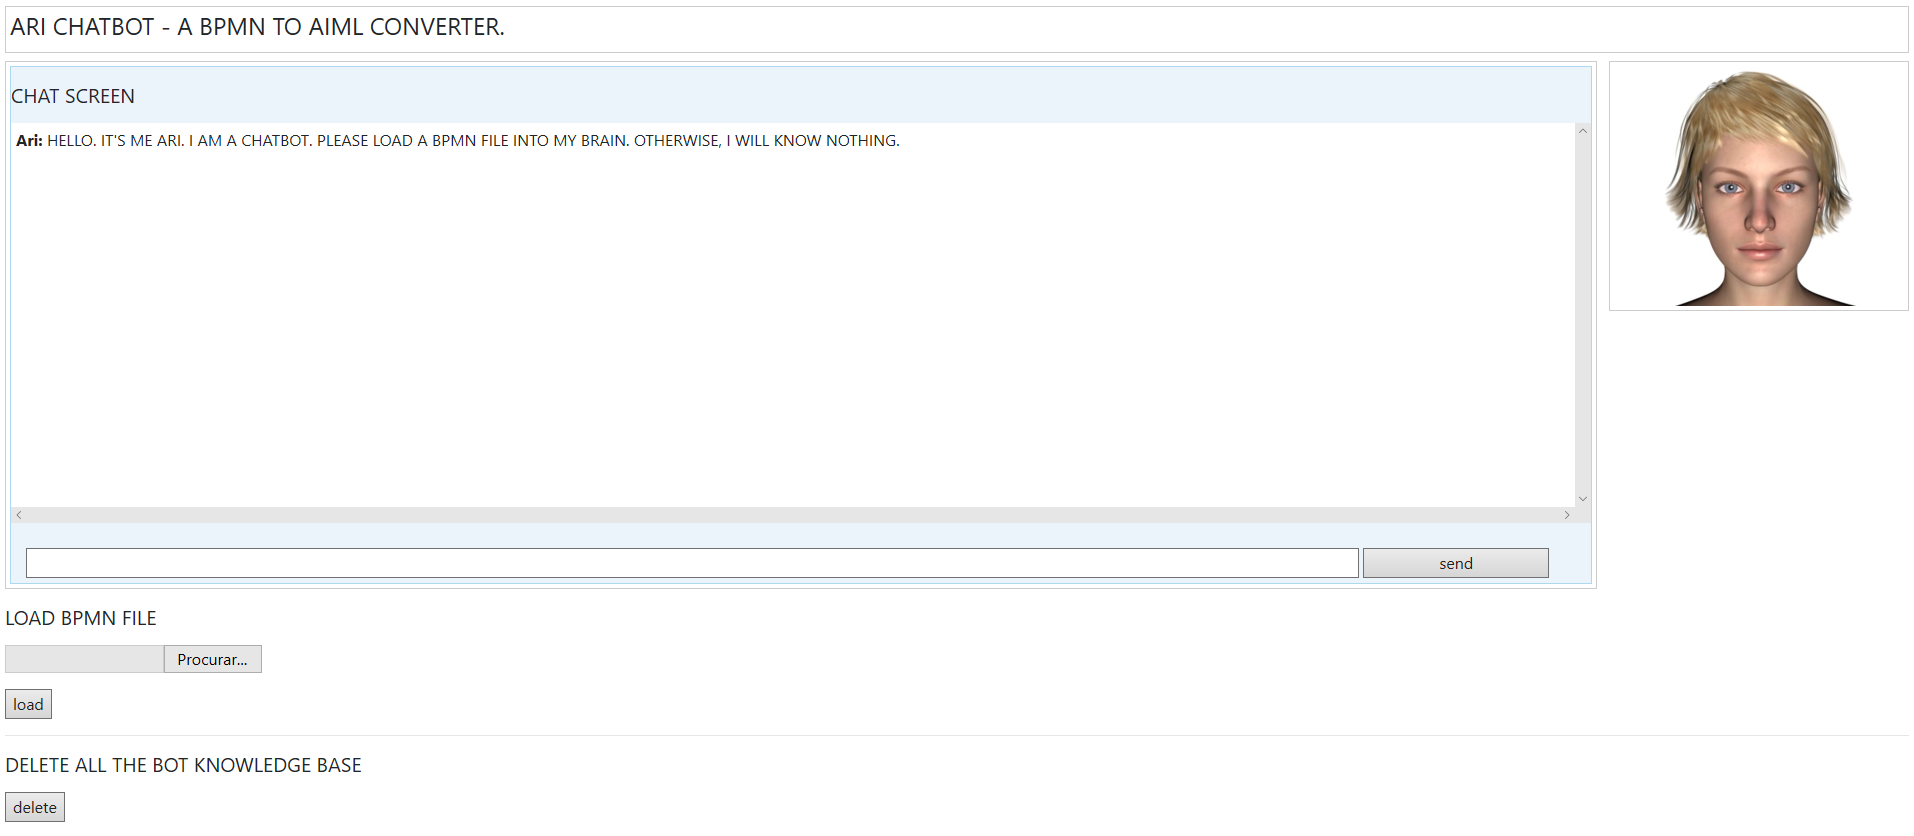 ARI CHATBOT - A BPMN TO AIML CONVERTER.
CHAT SCREEN
Ari: HELLO. IT'S ME ARI. I AM A CHATBOT. PLEASE LOAD A BPMN FILE INTO MY BRAIN. OTHERWISE, I WILL KNOW NOTHING.
send
LOAD BPMN FILE
Procurar...
load
DELETE ALL THE BOT KNOWLEDGE BASE
delete